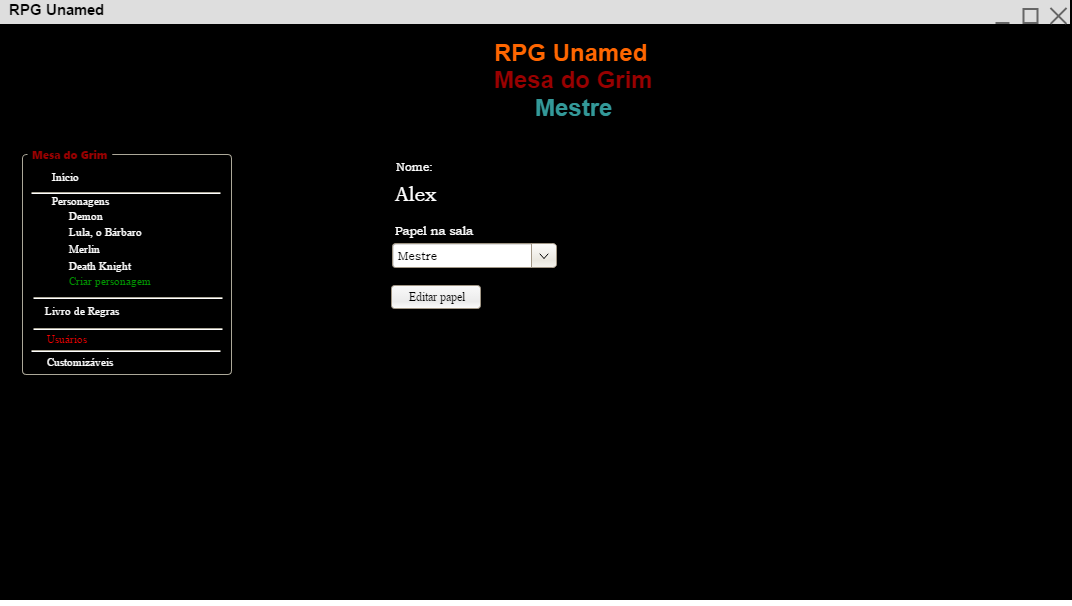 RPG Unamed
RPG Unamed
Mesa do Grim
Mestre
Mesa do Grim
Início
Personagens
Demon
Lula, o Bárbaro
Merlin
Death Knight
Criar personagem
Livro de Regras
Usuários
Customizáveis
Nome:
Alex
Papel na sala
Mestre
Editar papel